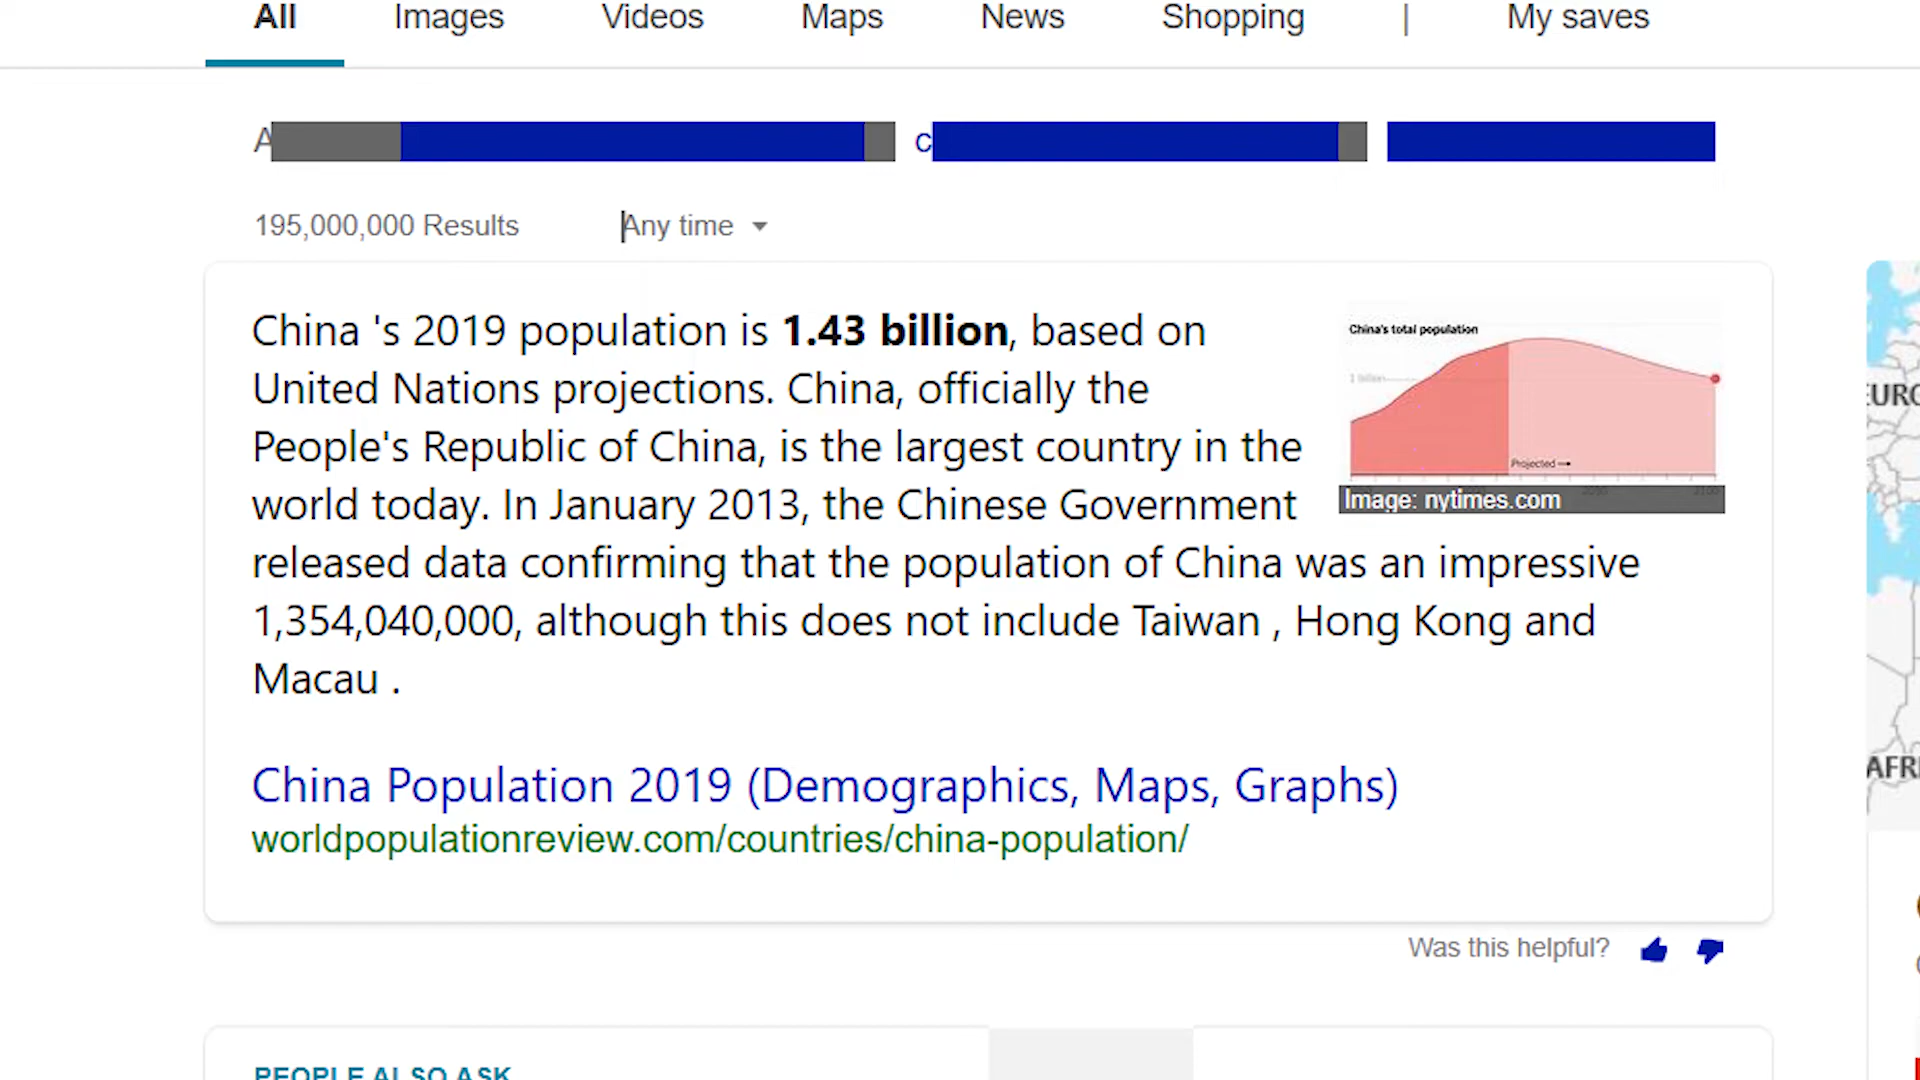 All Images Videos Maps News Shopping | My saves
A c
195,000,000 Results Any time
China 's 2019 population is 1.43 billion, based on
United Nations projections. China, officially the
People's Republic of China, is the largest country in the
world today. In January 2013, the Chinese Government
released data confirming that the population of China was an impressive
1,354,040,000, although this does not include Taiwan , Hong Kong and
Macau .
China's total population
1 billion
Projected
2050 2100
Image: nytimes.com
China Population 2019 (Demographics, Maps, Graphs)
worldpopulationreview.com/countries/china-population/
Was this helpful?
PEOPLE ALSO ASK
AFRI